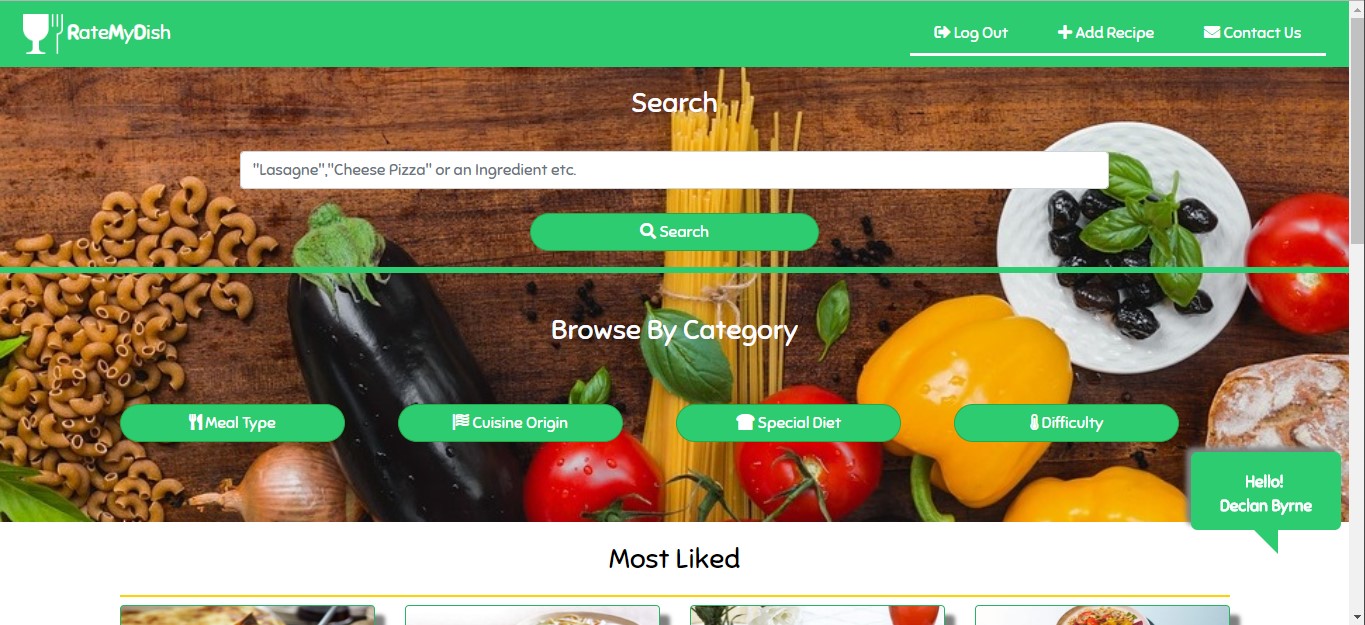 RateMyDish
Log Out
Add Recipe
Contact Us
Search
"Lasagne","Cheese Pizza" or an Ingredient etc.
Search
Browse By Category
Meal Type
Cuisine Origin
Special Diet
Difficulty
Hello!
Declan Byrne
Most Liked